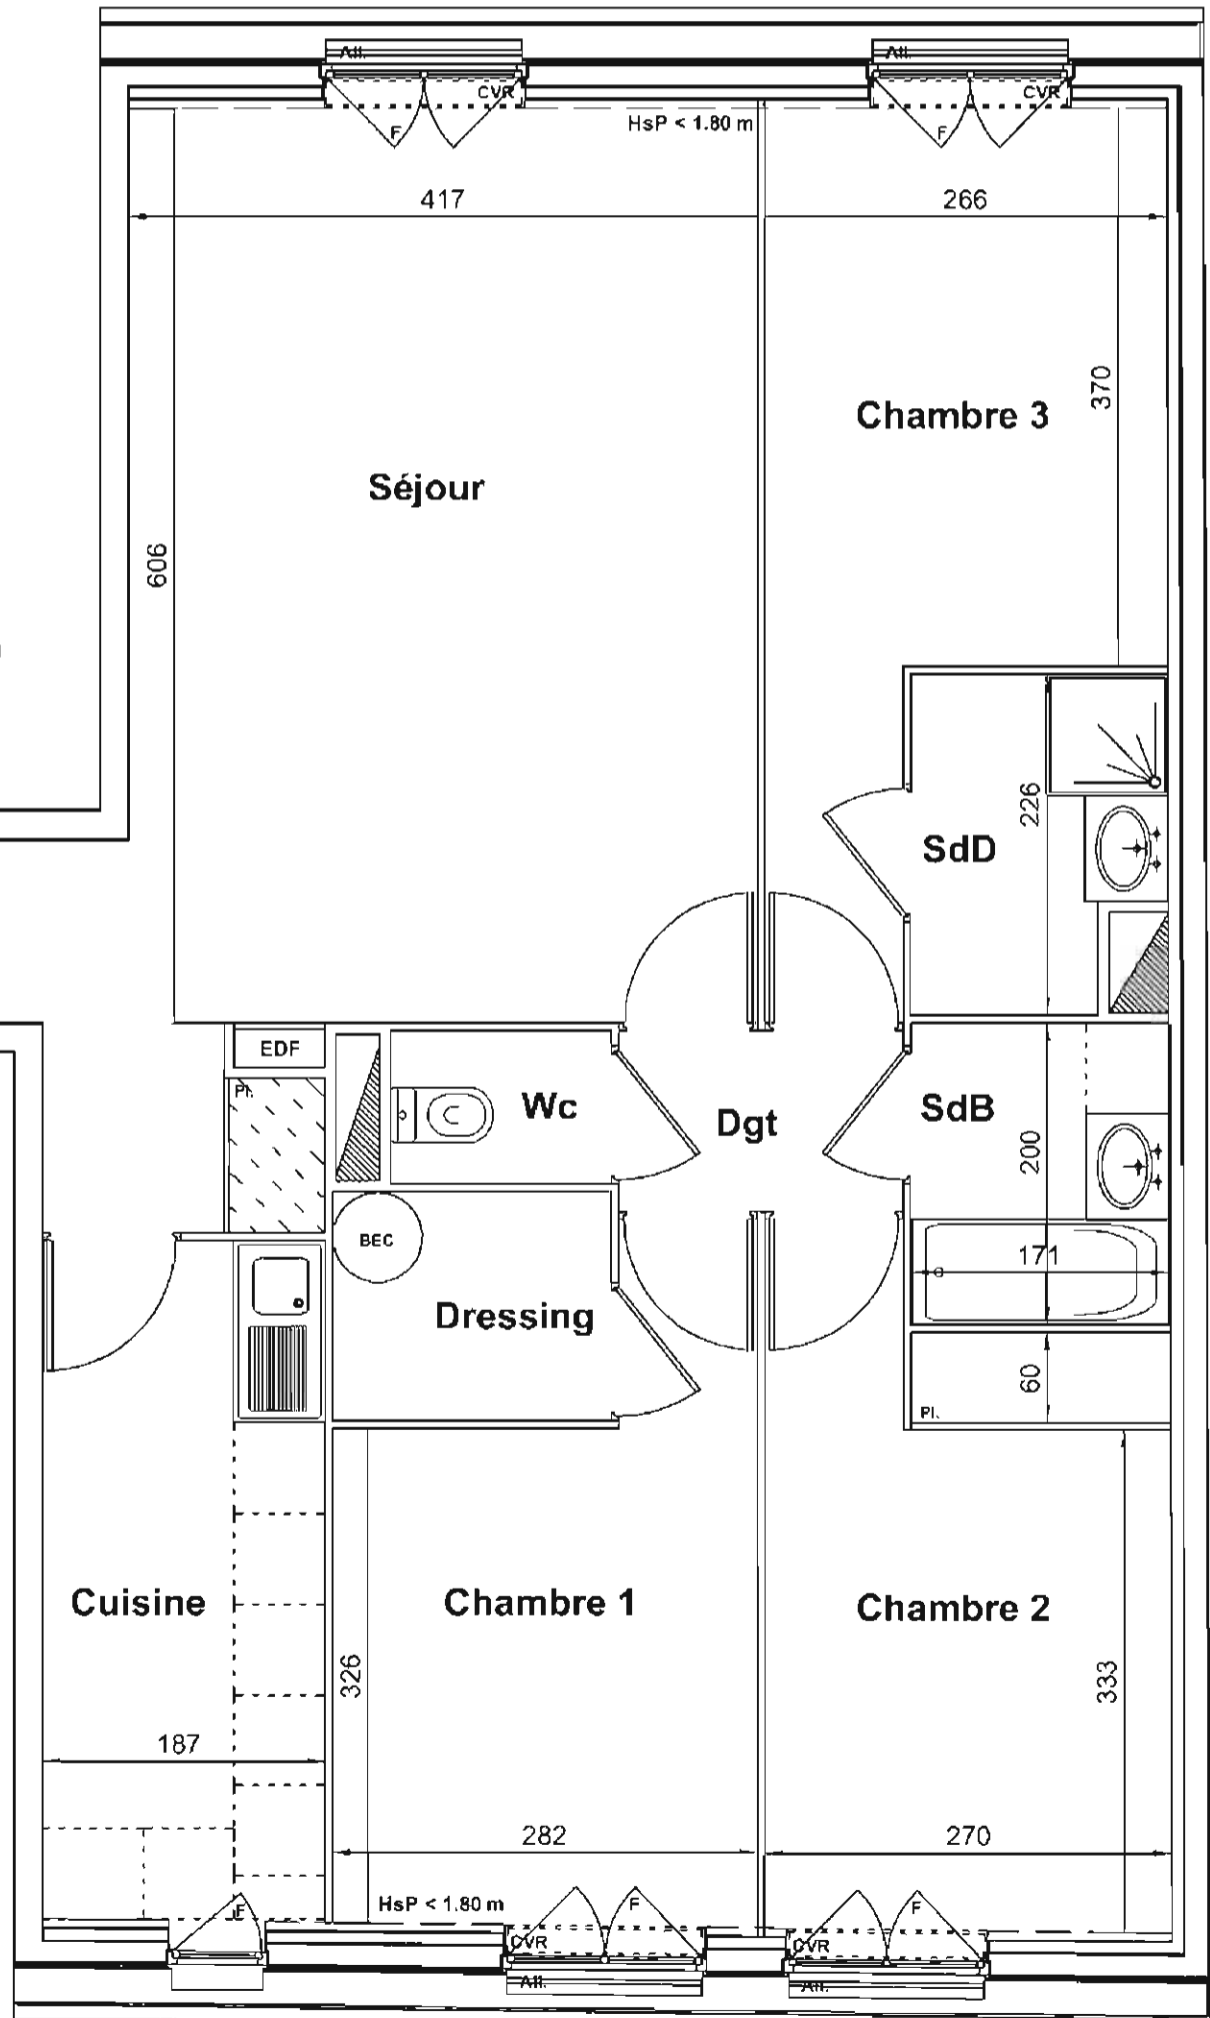 All.
All.
CVR
CVR
F
F
HsP < 1.80 m
417
266
370
Chambre 3
Séjour
606
226
SdD
EDF
Pl.
Wc
Dgt
SdB
200
BEC
171
Dressing
60
Pl.
Cuisine
Chambre 1
Chambre 2
326
333
187
282
270
HsP < 1.80 m
F
F
F
CVR
CVR
All.
All.